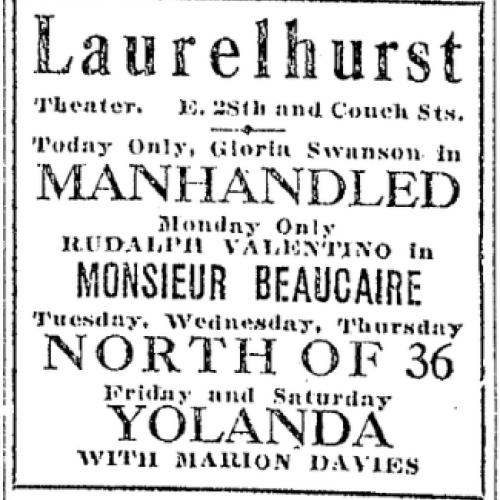 Laurelhurst
Theater. E. 28th and Couch Sts.
Today Only, Gloria Swanson in
MANHANDLED
Monday Only
RUDALPH VALENTINO in
MONSIEUR BEAUCAIRE
Tuesday, Wednesday, Thursday
NORTH OF 36
Friday and Saturday
YOLANDA
WITH MARION DAVIES